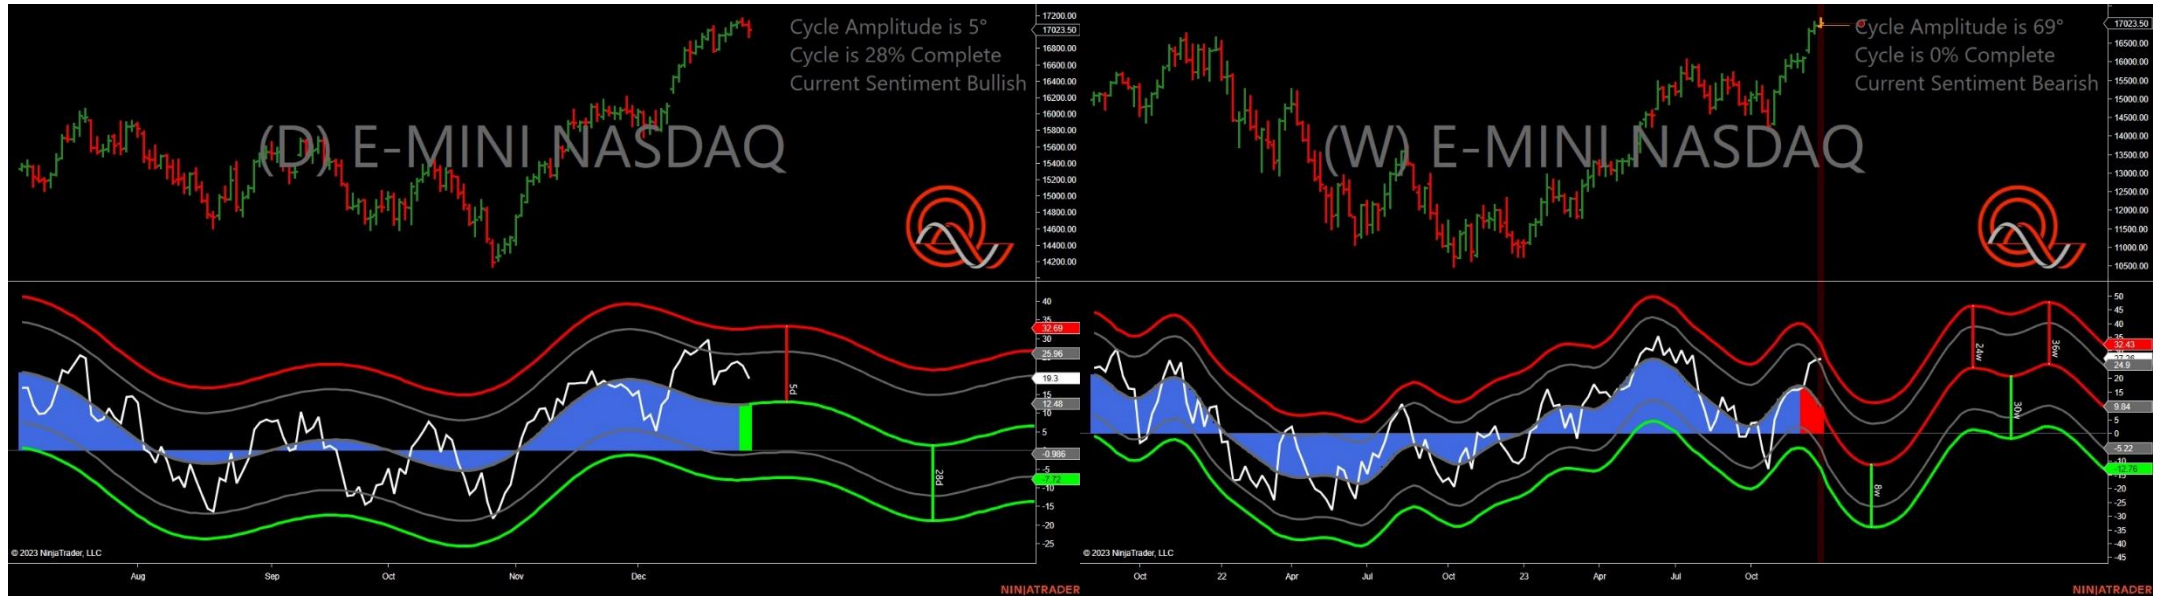 Cycle Amplitude is 5°
Cycle is 28% Complete
Current Sentiment Bullish
(D) E-MINI NASDAQ
17200.00
17023.50
16800.00
16600.00
16400.00
16200.00
16000.00
15800.00
15600.00
15400.00
15200.00
15000.00
14800.00
14600.00
14400.00
14200.00
40
35
32.69
30
25.96
19.3
12.48
10
5
-0.986
-5
-7.72
-10
-15
-20
-25
5d
28d
© 2023 NinjaTrader, LLC
Aug
Sep
Oct
Nov
Dec
NINJATRADER
Cycle Amplitude is 69°
Cycle is 0% Complete
Current Sentiment Bearish
(W) E-MINI NASDAQ
17023.50
16500.00
15500.00
15000.00
14500.00
14000.00
13500.00
13000.00
12500.00
12000.00
11500.00
11000.00
10500.00
50
45
40
35
32.43
24.9
20
15
9.84
5
0
-5.22
-10
-12.76
-20
-25
-30
-35
-40
-45
24w
36w
30w
8w
© 2023 NinjaTrader, LLC
Oct
22
Apr
Jul
Oct
23
Apr
Jul
Oct
NINJATRADER